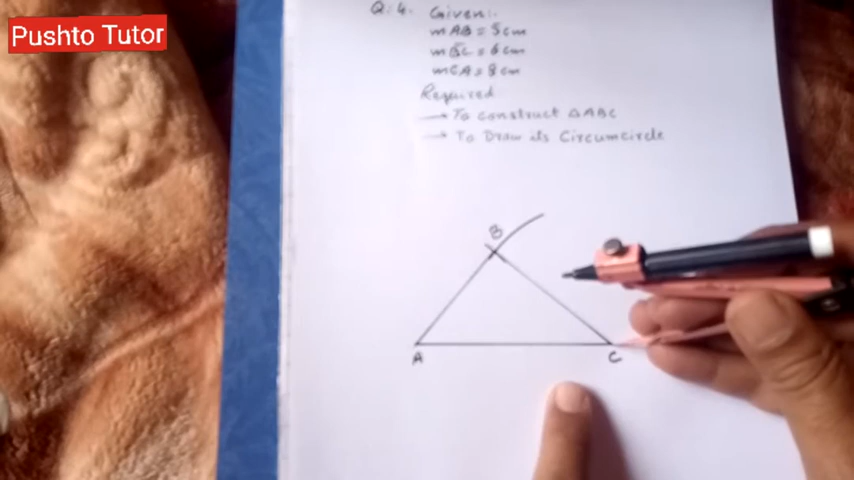 Pushto Tutor
Q:4. Given:.
mAB = 5cm
mBC = 6cm
mCA = 8cm
Required
→ To construct △ABC
→ To Draw its Circumcircle
B
A C